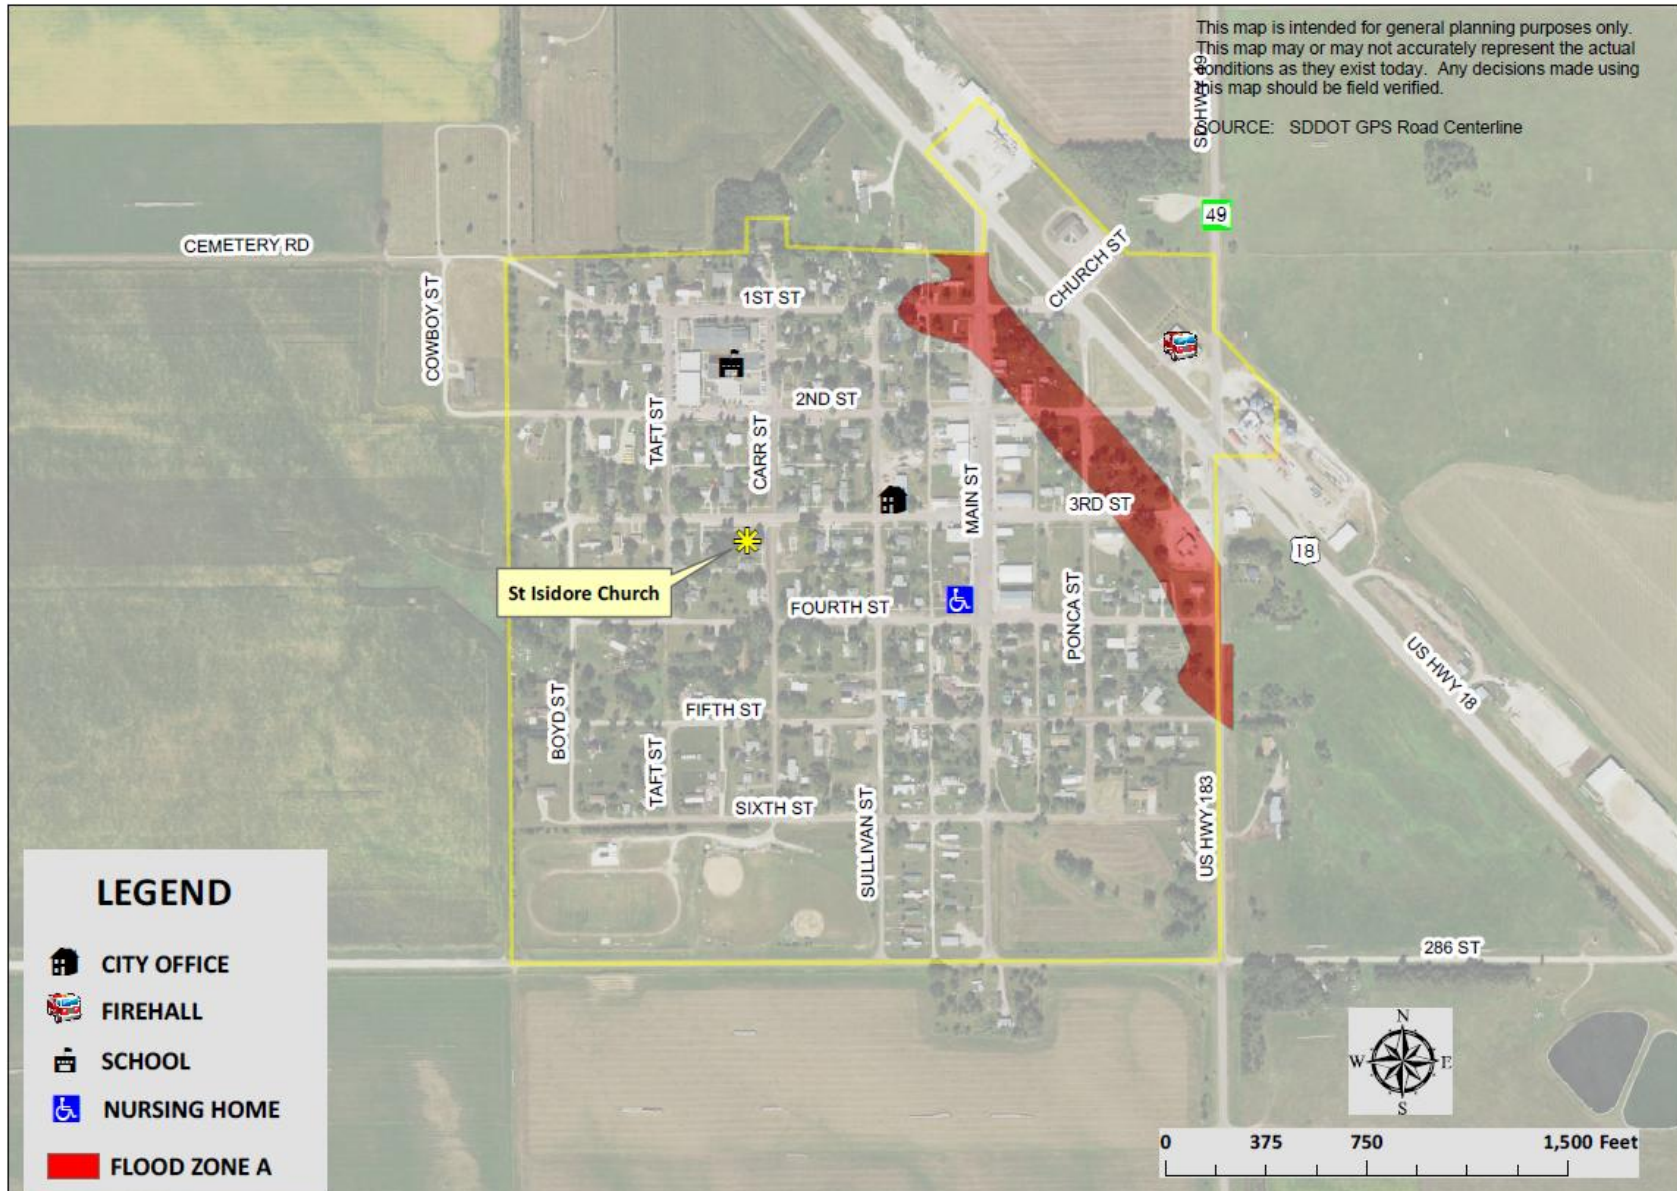 This map is intended for general planning purposes only.
This map may or may not accurately represent the actual
conditions as they exist today. Any decisions made using
this map should be field verified.
SOURCE: SDDOT GPS Road Centerline
SD HWY 49
49
CEMETERY RD
CHURCH ST
1ST ST
COWBOY ST
2ND ST
TAFT ST
CARR ST
MAIN ST
3RD ST
18
St Isidore Church
FOURTH ST
PONCA ST
US HWY 18
BOYD ST
FIFTH ST
TAFT ST
SIXTH ST
SULLIVAN ST
US HWY 183
286 ST
LEGEND
CITY OFFICE
FIREHALL
SCHOOL
NURSING HOME
FLOOD ZONE A
N
W E
S
0 375 750 1,500 Feet